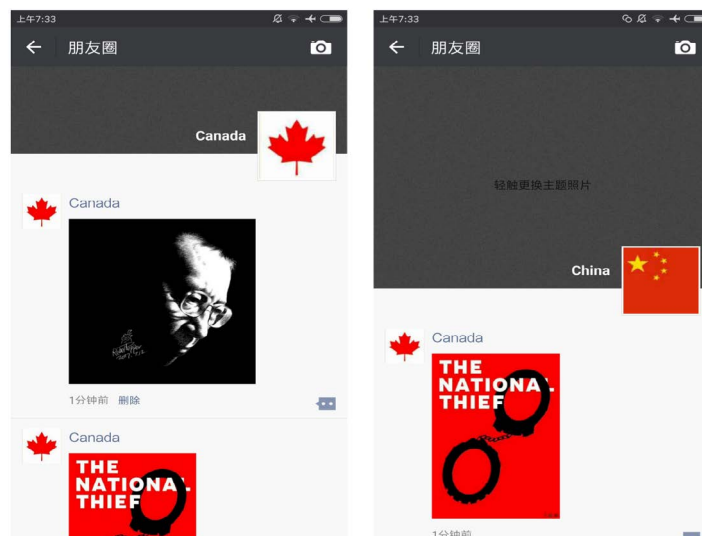 上午7:33
朋友圈
Canada
Canada
1分钟前 删除
Canada
THE
NATIONAL
THIEF
上午7:33
朋友圈
轻触更换主题照片
China
Canada
THE
NATIONAL
THIEF
1分钟前